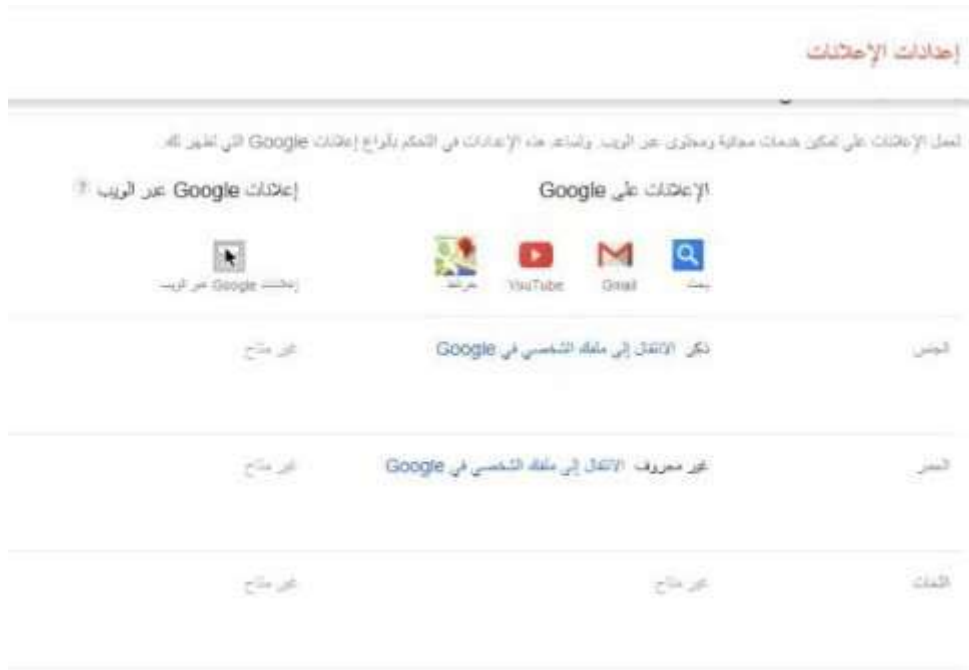 إعدادات الإعلانات
تعمل الإعلانات على تمكين خدمات مجانية ومحتوى عبر الويب. وتساعد هذه الإعدادات في التحكم بأنواع إعلانات Google التي تظهر لك.
الإعلانات على Google
إعلانات Google عبر الويب ?
بحث
Gmail
YouTube
خرائط
إعلانات Google عبر الويب
الجنس
ذكر الانتقال إلى ملفك الشخصي في Google
غير متاح
العمر
غير معروف الانتقال إلى ملفك الشخصي في Google
غير متاح
اللغات
غير متاح
غير متاح